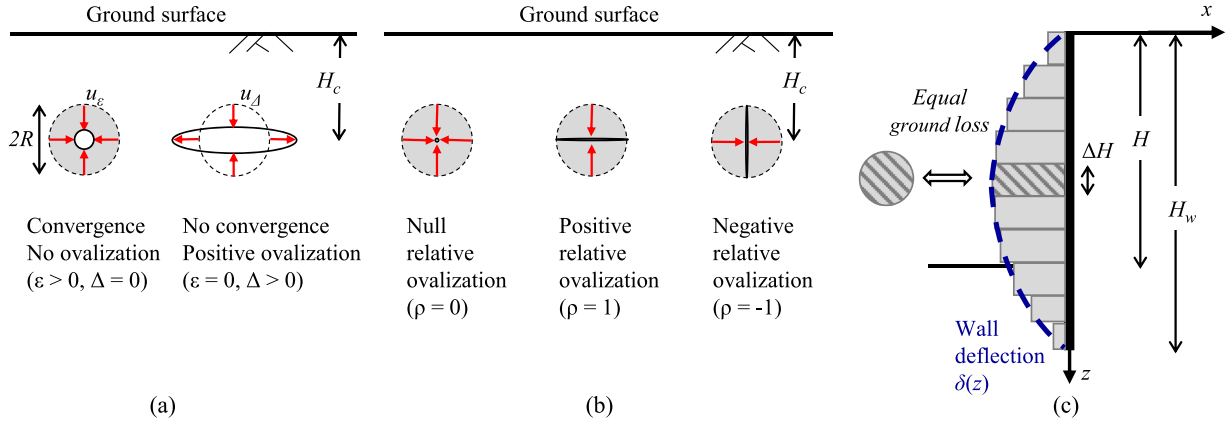 Ground surface
H_c
u_ε
u_Δ
2R
Convergence
No ovalization
(ε > 0, Δ = 0)
No convergence
Positive ovalization
(ε = 0, Δ > 0)
(a)
Ground surface
H_c
Null
relative
ovalization
(ρ = 0)
Positive
relative
ovalization
(ρ = 1)
Negative
relative
ovalization
(ρ = -1)
(b)
x
Equal
ground loss
ΔH
H
H_w
Wall
deflection
δ(z)
z
(c)